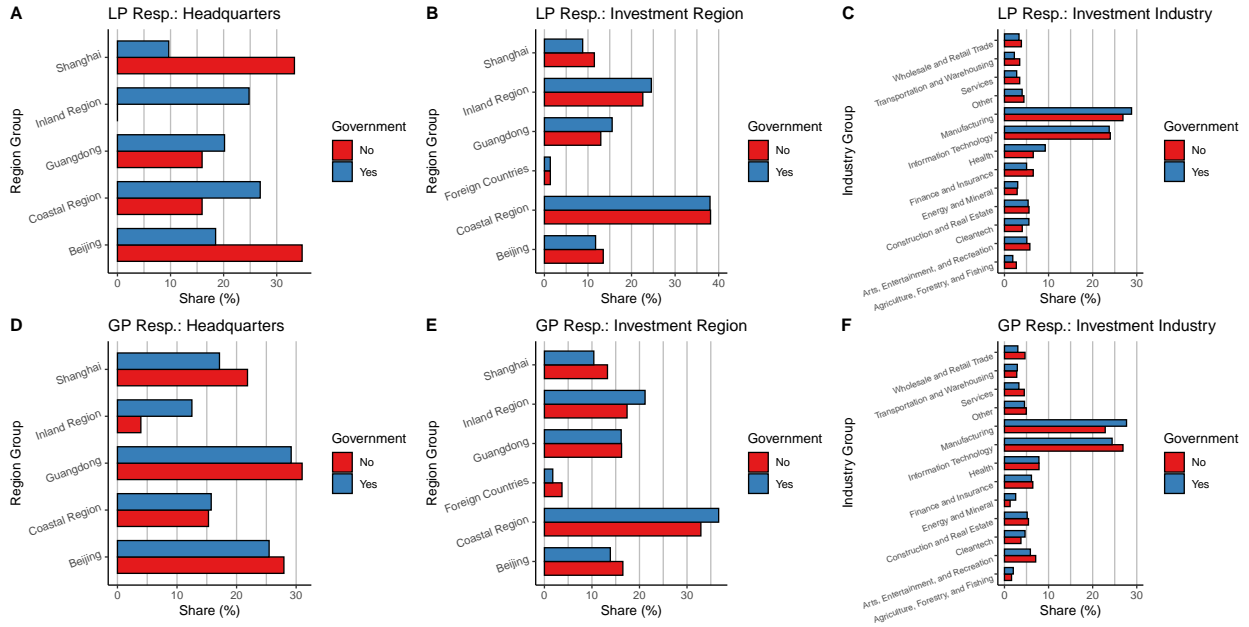 A
LP Resp.: Headquarters
Region Group
Shanghai
Inland Region
Guangdong
Coastal Region
Beijing
0
10
20
30
Share (%)
Government
No
Yes
B
LP Resp.: Investment Region
Region Group
Shanghai
Inland Region
Guangdong
Foreign Countries
Coastal Region
Beijing
0
10
20
30
40
Share (%)
Government
No
Yes
C
LP Resp.: Investment Industry
Industry Group
Wholesale and Retail Trade
Transportation and Warehousing
Services
Other
Manufacturing
Information Technology
Health
Finance and Insurance
Energy and Mineral
Construction and Real Estate
Cleantech
Arts, Entertainment, and Recreation
Agriculture, Forestry, and Fishing
0
10
20
30
Share (%)
Government
No
Yes
D
GP Resp.: Headquarters
Region Group
Shanghai
Inland Region
Guangdong
Coastal Region
Beijing
0
10
20
30
Share (%)
Government
No
Yes
E
GP Resp.: Investment Region
Region Group
Shanghai
Inland Region
Guangdong
Foreign Countries
Coastal Region
Beijing
0
10
20
30
Share (%)
Government
No
Yes
F
GP Resp.: Investment Industry
Industry Group
Wholesale and Retail Trade
Transportation and Warehousing
Services
Other
Manufacturing
Information Technology
Health
Finance and Insurance
Energy and Mineral
Construction and Real Estate
Cleantech
Arts, Entertainment, and Recreation
Agriculture, Forestry, and Fishing
0
10
20
30
Share (%)
Government
No
Yes